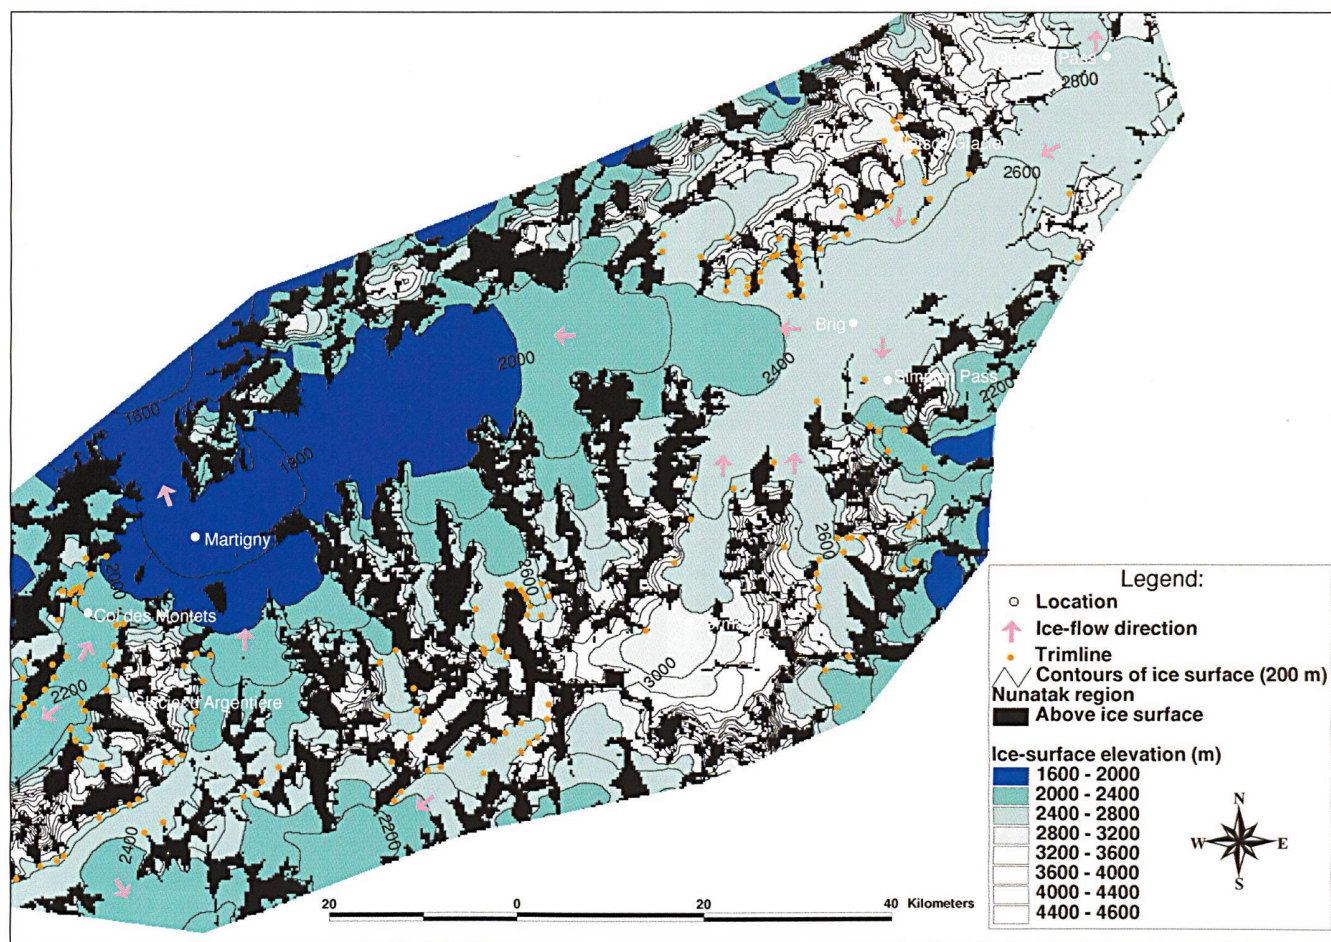 Grimsel Pass
2800
Aletsch Glacier
2600
Brig
2000
2400
Simplon Pass
2200
1600
1800
Martigny
2000
2600
2600
Col des Montets
3000
2200
Glacier d'Argentière
2400
2200
20 0 20 40 Kilometers
Legend:
Location
Ice-flow direction
Trimline
Contours of ice surface (200 m)
Nunatak region
Above ice surface
Ice-surface elevation (m)
1600 - 2000
2000 - 2400
2400 - 2800
2800 - 3200
3200 - 3600
3600 - 4000
4000 - 4400
4400 - 4600
N
W E
S